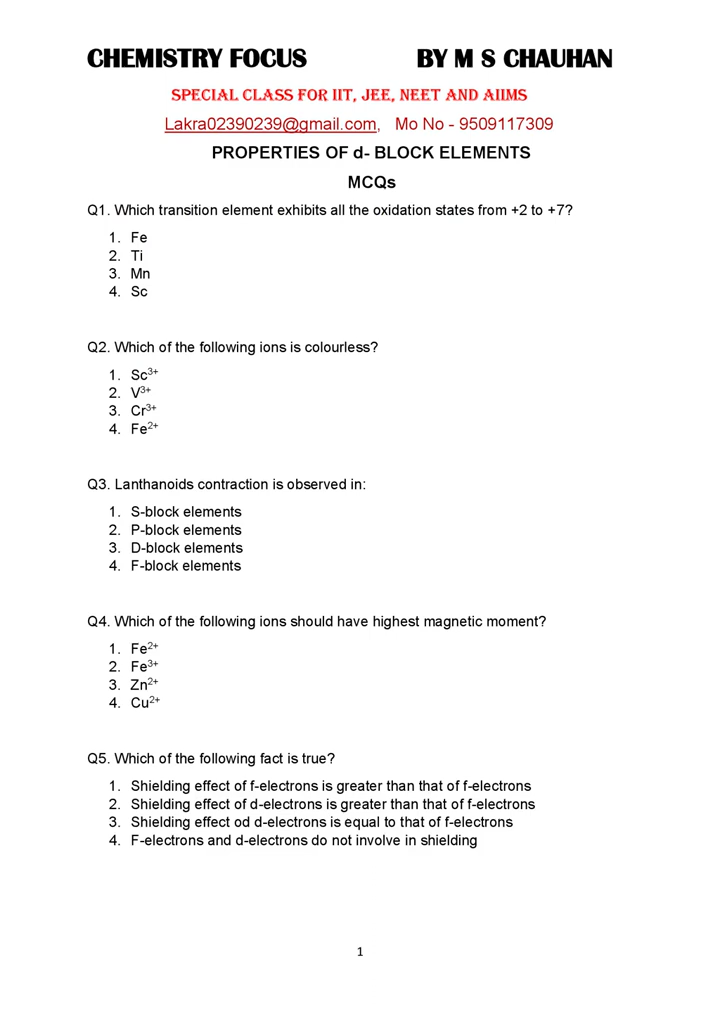 CHEMISTRY FOCUS BY M S CHAUHAN
SPECIAL CLASS FOR IIT, JEE, NEET AND AIIMS
Lakra02390239@gmail.com, Mo No - 9509117309
PROPERTIES OF d- BLOCK ELEMENTS
MCQs
Q1. Which transition element exhibits all the oxidation states from +2 to +7?
1. Fe
2. Ti
3. Mn
4. Sc
Q2. Which of the following ions is colourless?
1. Sc³⁺
2. V³⁺
3. Cr³⁺
4. Fe²⁺
Q3. Lanthanoids contraction is observed in:
1. S-block elements
2. P-block elements
3. D-block elements
4. F-block elements
Q4. Which of the following ions should have highest magnetic moment?
1. Fe²⁺
2. Fe³⁺
3. Zn²⁺
4. Cu²⁺
Q5. Which of the following fact is true?
1. Shielding effect of f-electrons is greater than that of f-electrons
2. Shielding effect of d-electrons is greater than that of f-electrons
3. Shielding effect od d-electrons is equal to that of f-electrons
4. F-electrons and d-electrons do not involve in shielding
1